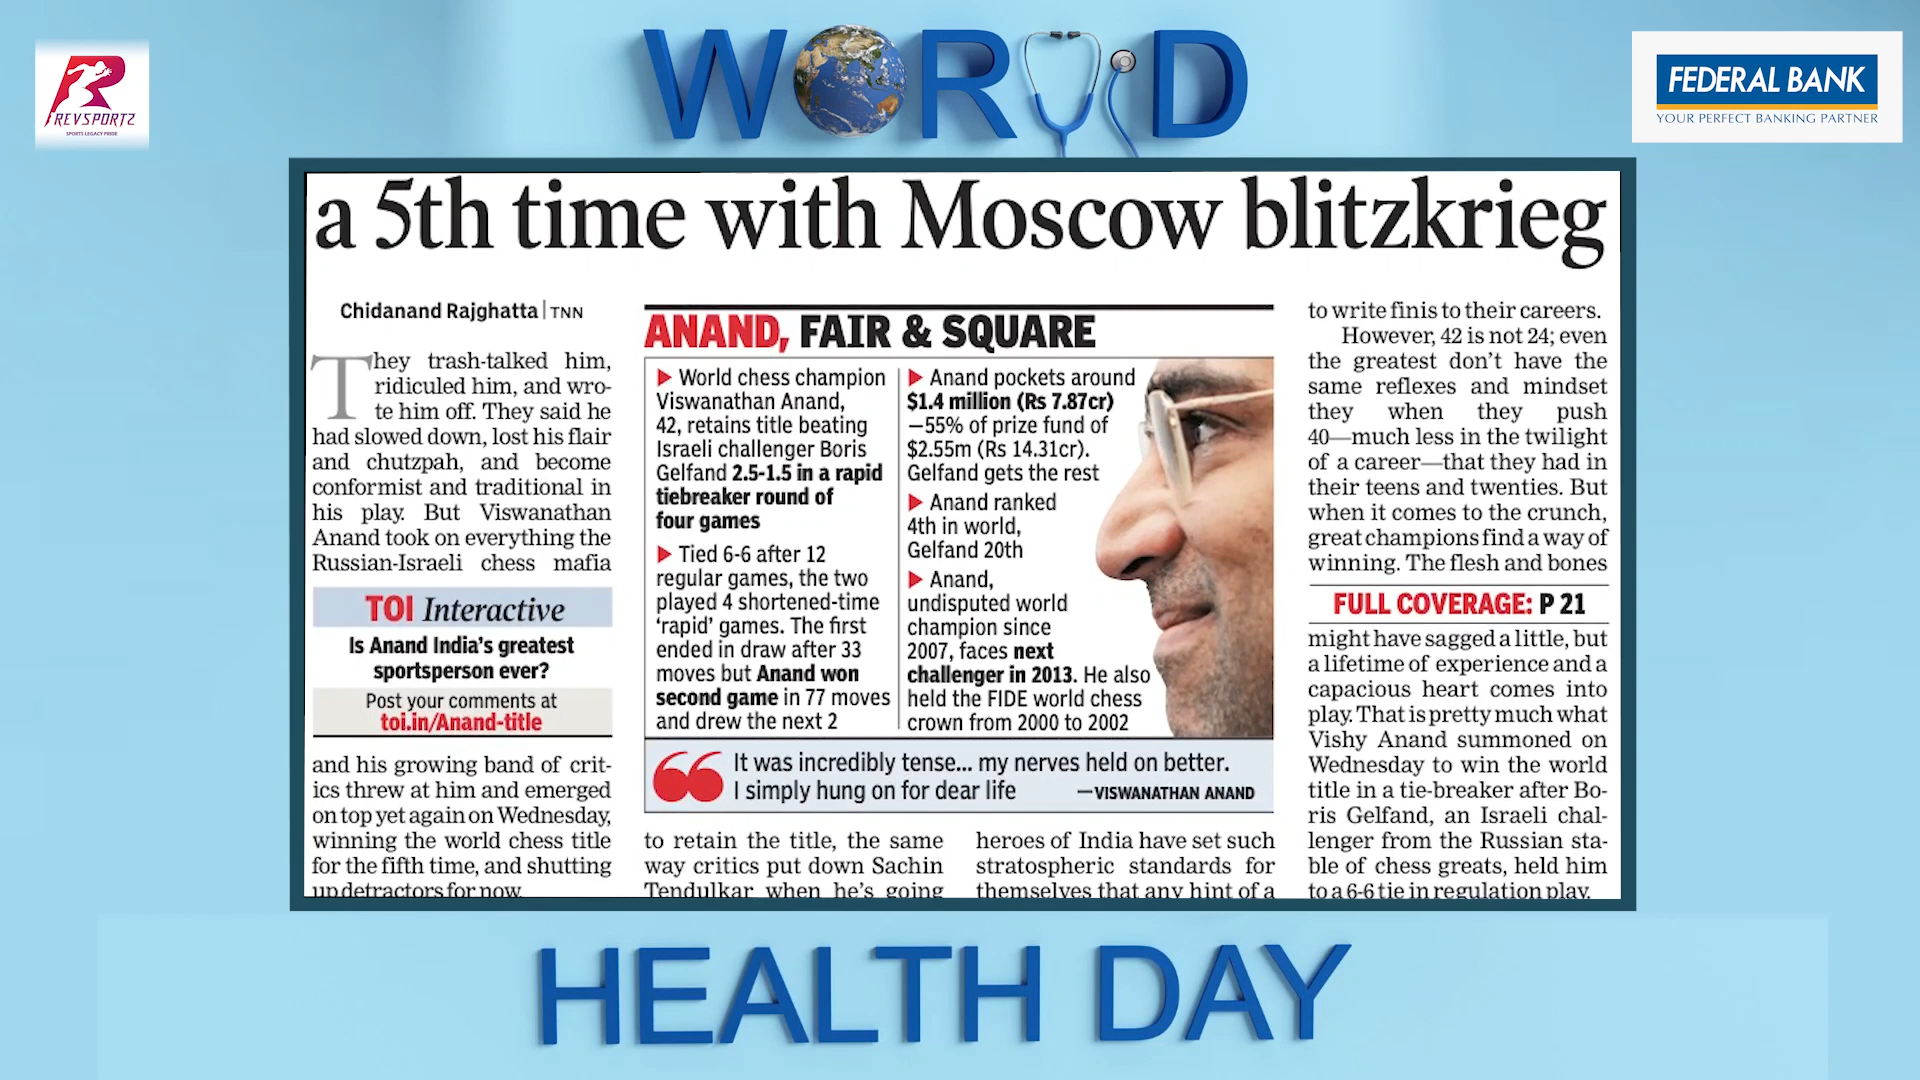 REVSPORTZ
SPORTS LEGACY PRIDE
WORLD
FEDERAL BANK
YOUR PERFECT BANKING PARTNER
a 5th time with Moscow blitzkrieg
Chidanand Rajghatta | TNN
They trash-talked him,
ridiculed him, and wro-
te him off. They said he
had slowed down, lost his flair
and chutzpah, and become
conformist and traditional in
his play. But Viswanathan
Anand took on everything the
Russian-Israeli chess mafia
TOI Interactive
Is Anand India's greatest
sportsperson ever?
Post your comments at
toi.in/Anand-title
and his growing band of crit-
ics threw at him and emerged
on top yet again on Wednesday,
winning the world chess title
for the fifth time, and shutting
up detractors for now.
ANAND, FAIR & SQUARE
▶ World chess champion
Viswanathan Anand,
42, retains title beating
Israeli challenger Boris
Gelfand 2.5-1.5 in a rapid
tiebreaker round of
four games
▶ Tied 6-6 after 12
regular games, the two
played 4 shortened-time
'rapid' games. The first
ended in draw after 33
moves but Anand won
second game in 77 moves
and drew the next 2
▶ Anand pockets around
$1.4 million (Rs 7.87cr)
—55% of prize fund of
$2.55m (Rs 14.31cr).
Gelfand gets the rest
▶ Anand ranked
4th in world,
Gelfand 20th
▶ Anand,
undisputed world
champion since
2007, faces next
challenger in 2013. He also
held the FIDE world chess
crown from 2000 to 2002
It was incredibly tense... my nerves held on better.
I simply hung on for dear life —VISWANATHAN ANAND
to retain the title, the same
way critics put down Sachin
Tendulkar when he's going
heroes of India have set such
stratospheric standards for
themselves that any hint of a
to write finis to their careers.
However, 42 is not 24; even
the greatest don't have the
same reflexes and mindset
they when they push
40—much less in the twilight
of a career—that they had in
their teens and twenties. But
when it comes to the crunch,
great champions find a way of
winning. The flesh and bones
FULL COVERAGE: P 21
might have sagged a little, but
a lifetime of experience and a
capacious heart comes into
play. That is pretty much what
Vishy Anand summoned on
Wednesday to win the world
title in a tie-breaker after Bo-
ris Gelfand, an Israeli chal-
lenger from the Russian sta-
ble of chess greats, held him
to a 6-6 tie in regulation play.
HEALTH DAY